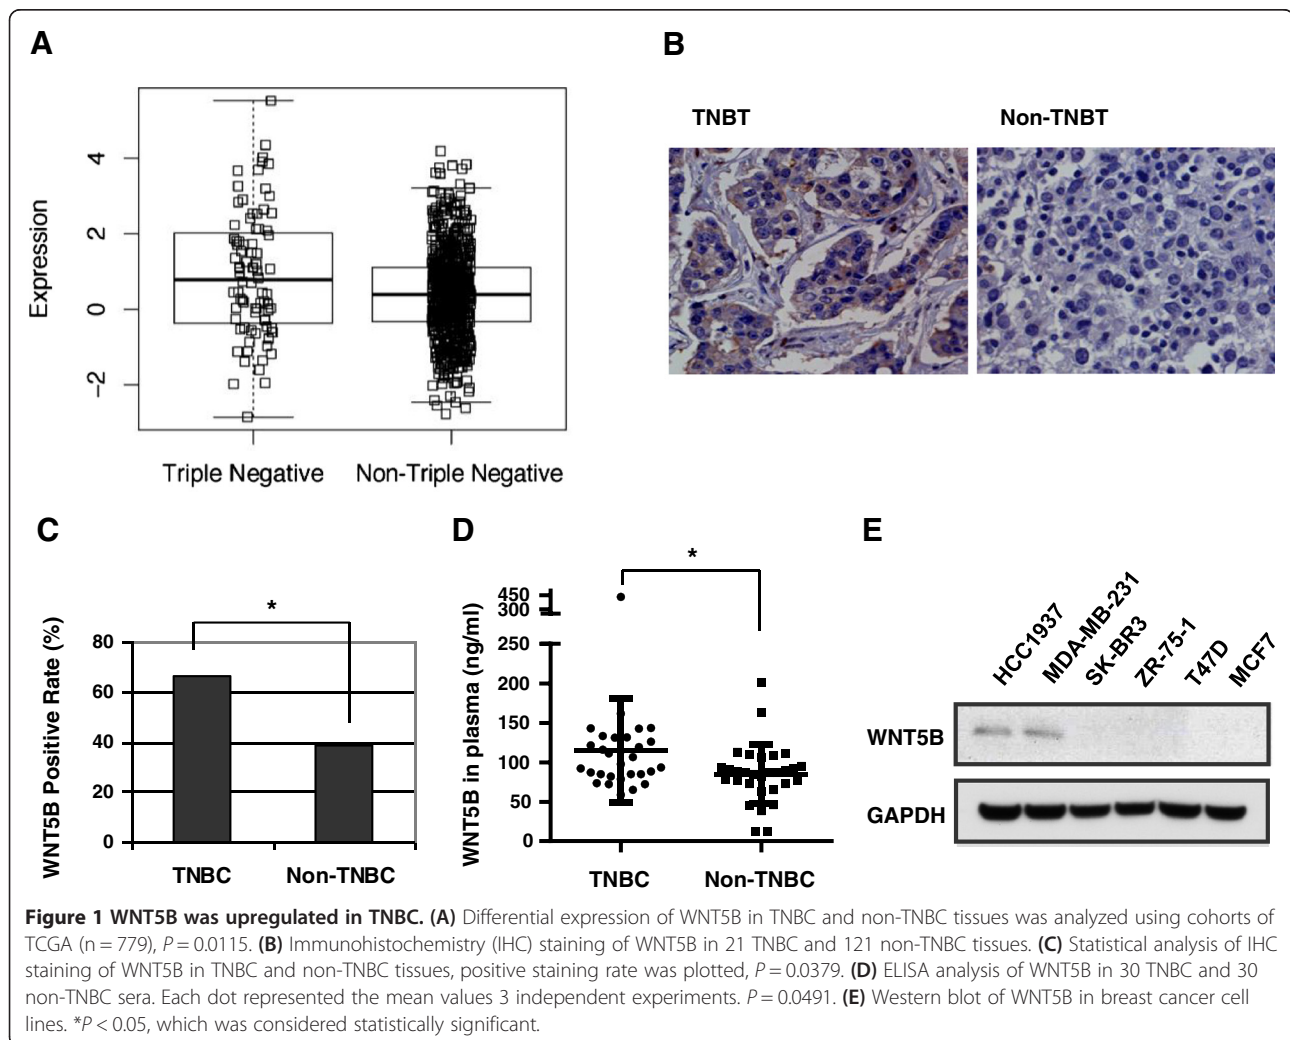 A
Expression
4
2
0
−2
Triple Negative
Non-Triple Negative
B
TNBT
Non-TNBT
C
WNT5B Positive Rate (%)
80
60
40
20
0
*
TNBC
Non-TNBC
D
WNT5B in plasma (ng/ml)
450
300
250
200
150
100
50
0
*
TNBC
Non-TNBC
E
HCC1937
MDA-MB-231
SK-BR3
ZR-75-1
T47D
MCF7
WNT5B
GAPDH
Figure 1 WNT5B was upregulated in TNBC. (A) Differential expression of WNT5B in TNBC and non-TNBC tissues was analyzed using cohorts of
TCGA (n = 779), P = 0.0115. (B) Immunohistochemistry (IHC) staining of WNT5B in 21 TNBC and 121 non-TNBC tissues. (C) Statistical analysis of IHC
staining of WNT5B in TNBC and non-TNBC tissues, positive staining rate was plotted, P = 0.0379. (D) ELISA analysis of WNT5B in 30 TNBC and 30
non-TNBC sera. Each dot represented the mean values 3 independent experiments. P = 0.0491. (E) Western blot of WNT5B in breast cancer cell
lines. *P < 0.05, which was considered statistically significant.